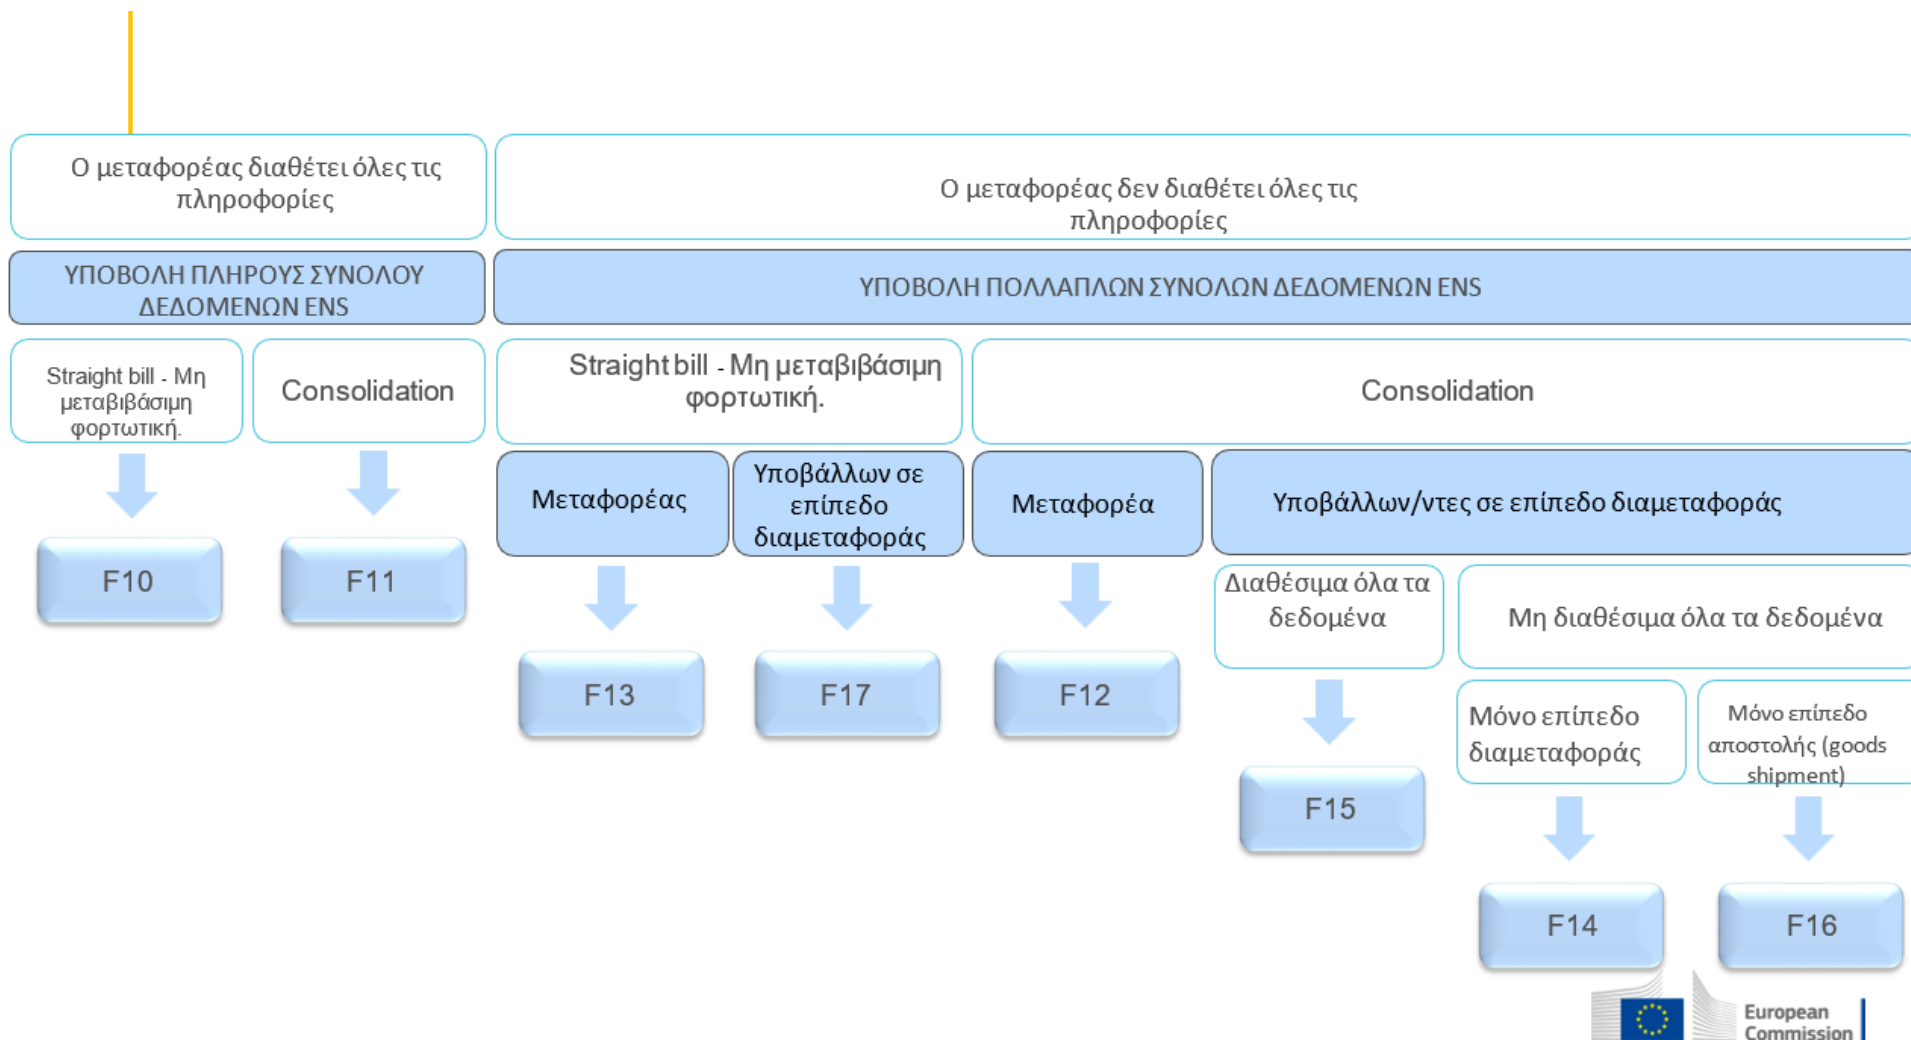 Ο μεταφορέας διαθέτει όλες τις
πληροφορίες
Ο μεταφορέας δεν διαθέτει όλες τις
πληροφορίες
ΥΠΟΒΟΛΗ ΠΛΗΡΟΥΣ ΣΥΝΟΛΟΥ
ΔΕΔΟΜΕΝΩΝ ENS
ΥΠΟΒΟΛΗ ΠΟΛΛΑΠΛΩΝ ΣΥΝΟΛΩΝ ΔΕΔΟΜΕΝΩΝ ENS
Straight bill - Μη
μεταβιβάσιμη
φορτωτική.
Consolidation
Straight bill - Μη μεταβιβάσιμη
φορτωτική.
Consolidation
Μεταφορέας
Υποβάλλων σε
επίπεδο
διαμεταφοράς
Μεταφορέα
Υποβάλλων/ντες σε επίπεδο διαμεταφοράς
F10
F11
Διαθέσιμα όλα τα
δεδομένα
Μη διαθέσιμα όλα τα δεδομένα
F13
F17
F12
Μόνο επίπεδο
διαμεταφοράς
Μόνο επίπεδο
αποστολής (goods
shipment)
F15
F14
F16
European
Commission